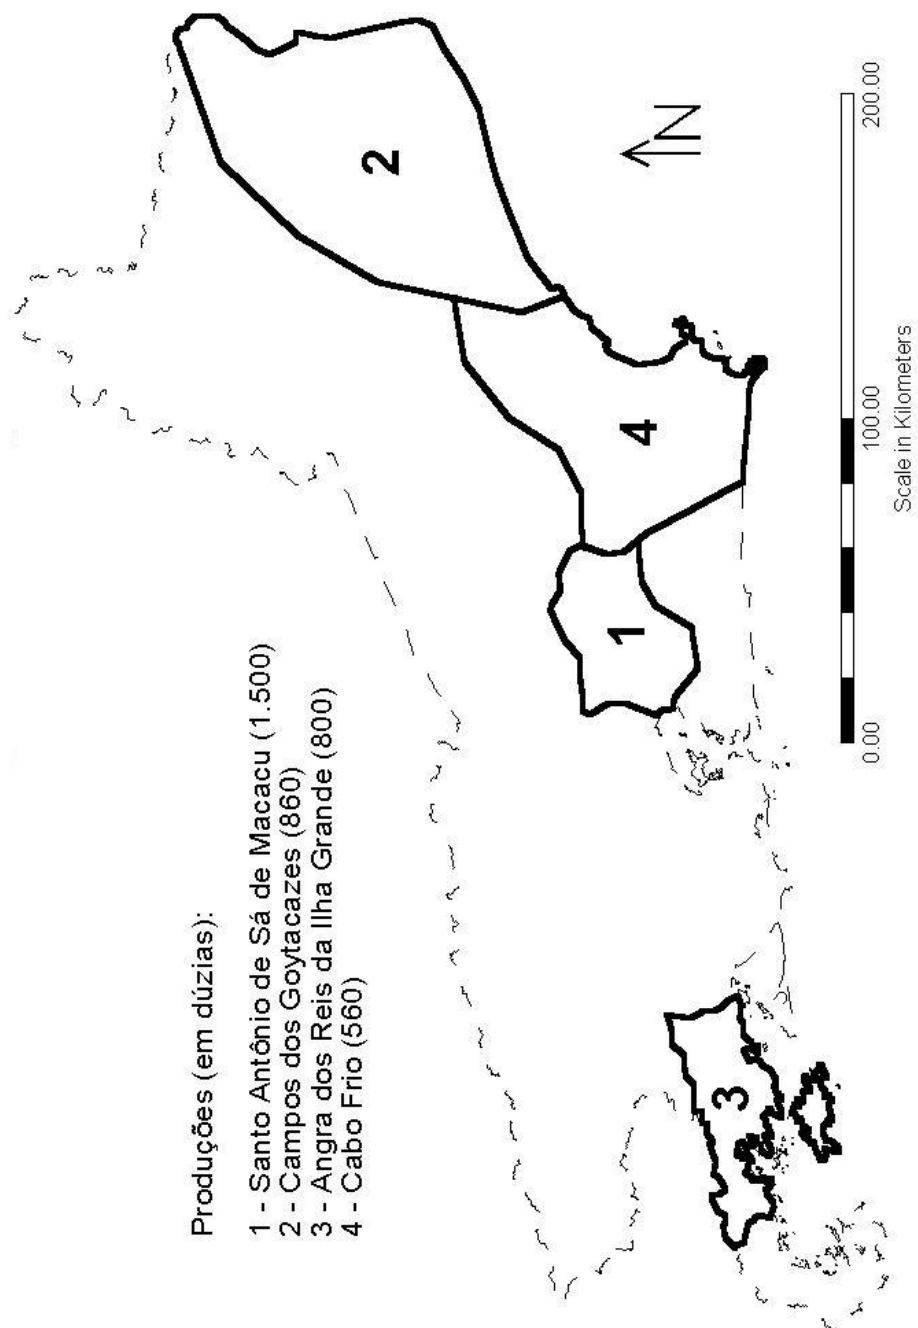 Produções (em dúzias):
1 - Santo Antônio de Sá de Macacu (1.500)
2 - Campos dos Goytacazes (860)
3 - Angra dos Reis da Ilha Grande (800)
4 - Cabo Frio (560)
2
4
1
3
N
0.00 100.00 200.00
Scale in Kilometers